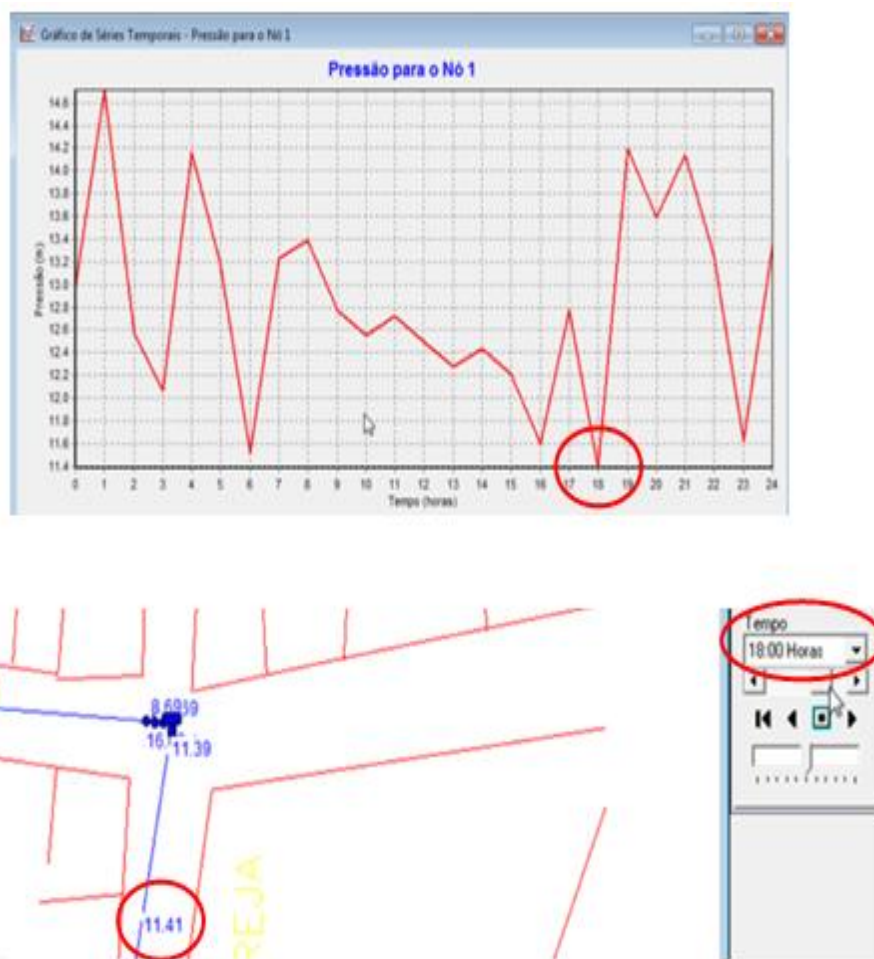 Gráfico de Séries Temporais - Pressão para o Nó 1
Pressão para o Nó 1
Pressão (m)
14.6
14.4
14.2
14.0
13.8
13.6
13.4
13.2
13.0
12.8
12.6
12.4
12.2
12.0
11.8
11.6
11.4
0 1 2 3 4 5 6 7 8 9 10 11 12 13 14 15 16 17 18 19 20 21 22 23 24
Tempo (horas)
Tempo
18:00 Horas
11.39
11.41
REJA